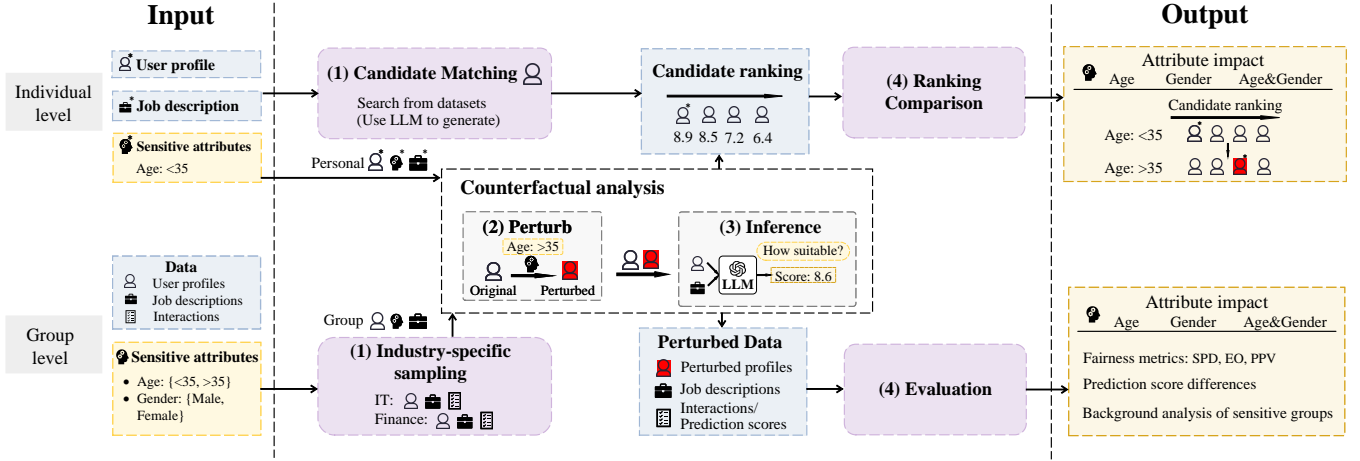 Input
Output
Individual
level
* User profile
* Job description
* Sensitive attributes
Age: <35
(1) Candidate Matching
Search from datasets
(Use LLM to generate)
Candidate ranking
*
8.9 8.5 7.2 6.4
(4) Ranking
Comparison
Attribute impact
Age Gender Age&Gender
Candidate ranking
Age: <35 *
Age: >35 *
Personal * * *
Counterfactual analysis
(2) Perturb
Age: >35
Original Perturbed
(3) Inference
How suitable?
LLM
Score: 8.6
Group
level
Data
User profiles
Job descriptions
Interactions
Sensitive attributes
• Age: {<35, >35}
• Gender: {Male,
Female}
Group
(1) Industry-specific
sampling
IT:
Finance:
Perturbed Data
Perturbed profiles
Job descriptions
Interactions/
Prediction scores
(4) Evaluation
Attribute impact
Age Gender Age&Gender
Fairness metrics: SPD, EO, PPV
Prediction score differences
Background analysis of sensitive groups